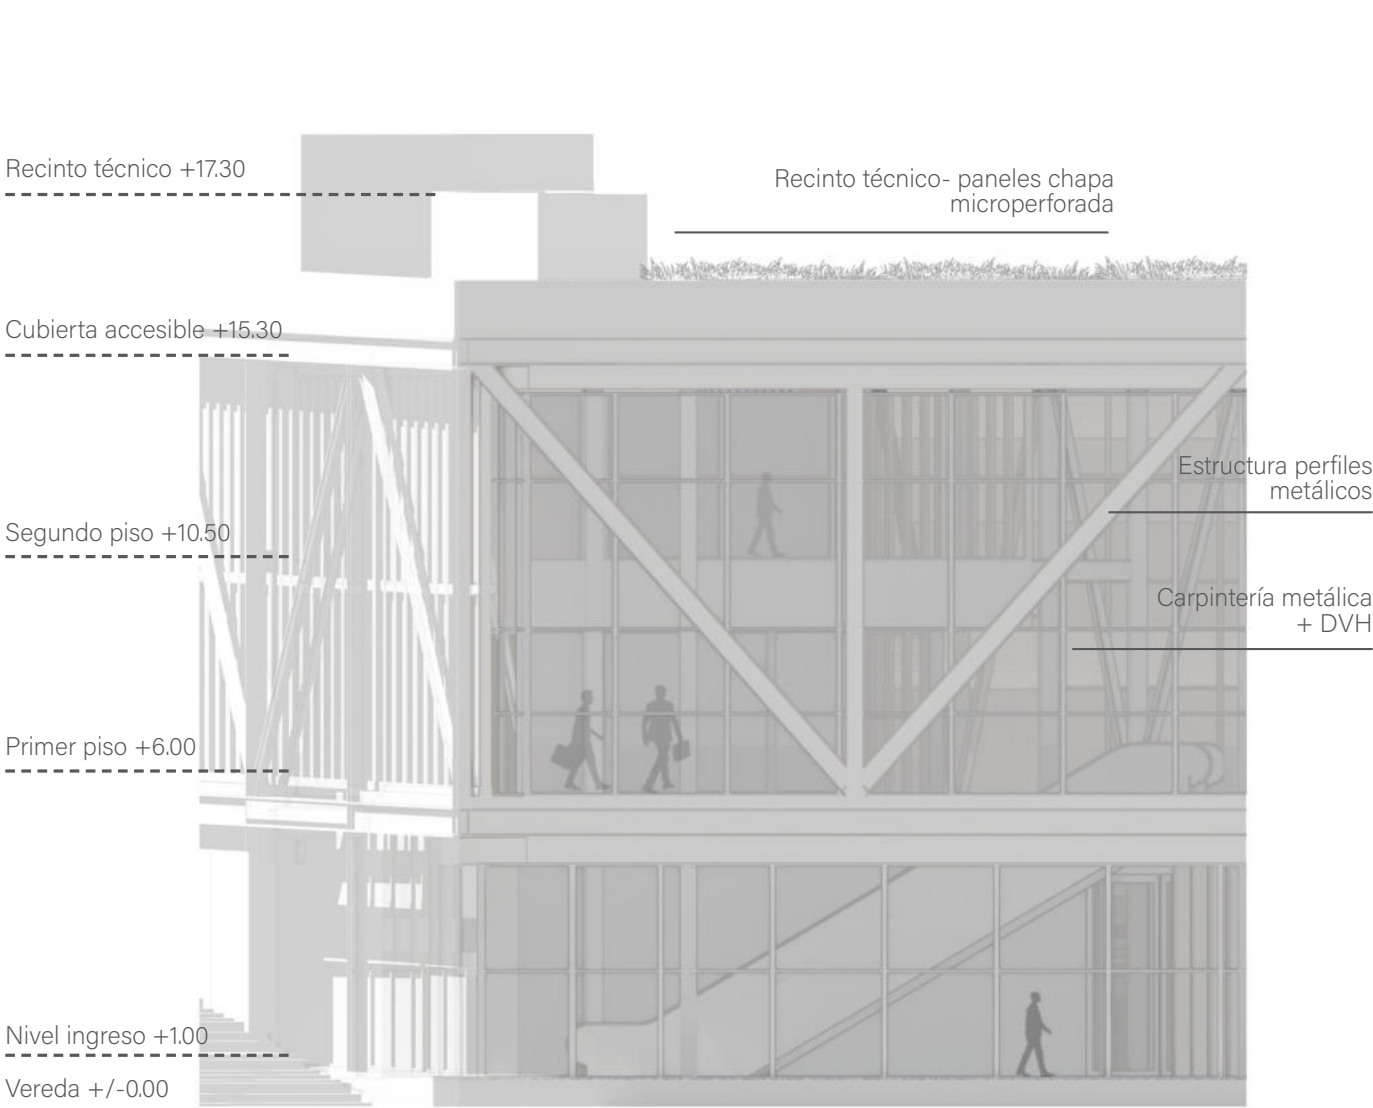 Recinto técnico +17.30
Recinto técnico- paneles chapa
microperforada
Cubierta accesible +15.30
Estructura perfiles
metálicos
Segundo piso +10.50
Carpintería metálica
+ DVH
Primer piso +6.00
Nivel ingreso +1.00
Vereda +/-0.00